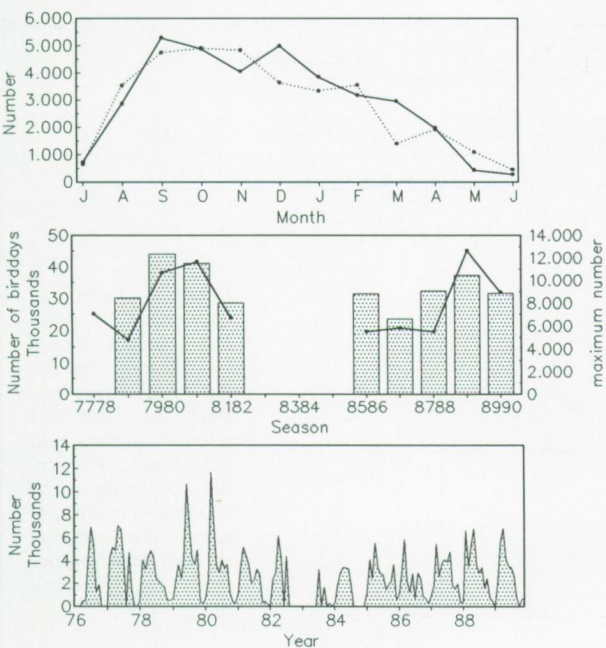 6.000
5.000
4.000
3.000
2.000
1.000
0
Number
J A S O N D J F M A M J
Month
50
40
30
20
10
0
Number of birddays
Thousands
14.000
12.000
10.000
8.000
6.000
4.000
2.000
0
maximum number
7778 7980 8182 8384 8586 8788 8990
Season
14
12
10
8
6
4
2
0
Number
Thousands
76 78 80 82 84 86 88
Year